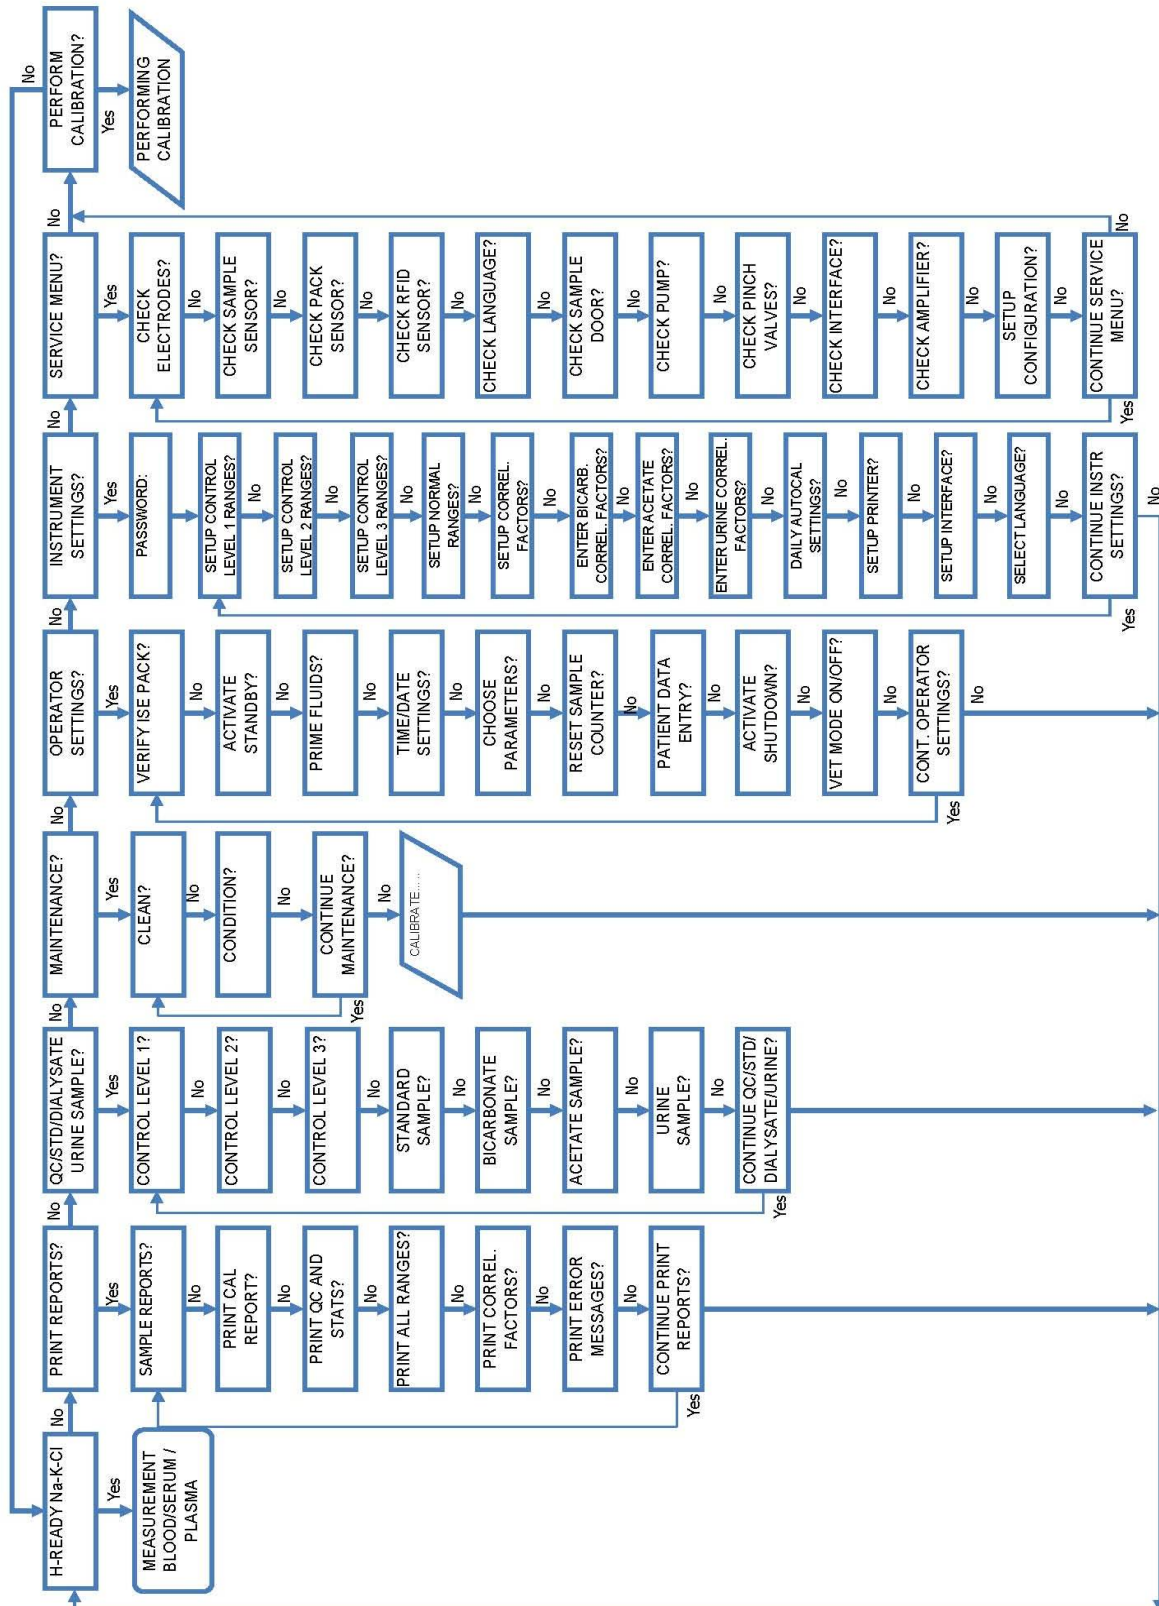 H-READY Na-K-Cl
Yes
MEASUREMENT
BLOOD/SERUM /
PLASMA
No
PRINT REPORTS?
Yes
SAMPLE REPORTS?
No
PRINT CAL
REPORT?
No
PRINT QC AND
STATS?
No
PRINT ALL RANGES?
No
PRINT CORREL.
FACTORS?
No
PRINT ERROR
MESSAGES?
No
CONTINUE PRINT
REPORTS?
Yes
No
QC/STD/DIALYSATE
URINE SAMPLE?
Yes
CONTROL LEVEL 1?
No
CONTROL LEVEL 2?
No
CONTROL LEVEL 3?
No
STANDARD
SAMPLE?
No
BICARBONATE
SAMPLE?
No
ACETATE SAMPLE?
No
URINE
SAMPLE?
No
CONTINUE QC/STD/
DIALYSATE/URINE?
Yes
No
MAINTENANCE?
Yes
CLEAN?
No
CONDITION?
No
CONTINUE
MAINTENANCE?
Yes
No
CALIBRATE... ..
No
OPERATOR
SETTINGS?
Yes
VERIFY ISE PACK?
No
ACTIVATE
STANDBY?
No
PRIME FLUIDS?
No
TIME/DATE
SETTINGS?
No
CHOOSE
PARAMETERS?
No
RESET SAMPLE
COUNTER?
No
PATIENT DATA
ENTRY?
No
ACTIVATE
SHUTDOWN?
No
VET MODE ON/OFF?
No
CONT. OPERATOR
SETTINGS?
Yes
No
No
INSTRUMENT
SETTINGS?
Yes
PASSWORD:
SETUP CONTROL
LEVEL 1 RANGES?
No
SETUP CONTROL
LEVEL 2 RANGES?
No
SETUP CONTROL
LEVEL 3 RANGES?
No
SETUP NORMAL
RANGES?
No
SETUP CORREL.
FACTORS?
No
ENTER BICARB.
CORREL. FACTORS?
No
ENTER ACETATE
CORREL. FACTORS?
No
ENTER URINE CORREL.
FACTORS?
No
DAILY AUTOCAL
SETTINGS?
No
SETUP PRINTER?
No
SETUP INTERFACE?
No
SELECT LANGUAGE?
No
CONTINUE INSTR
SETTINGS?
Yes
No
No
SERVICE MENU?
Yes
CHECK
ELECTRODES?
No
CHECK SAMPLE
SENSOR?
No
CHECK PACK
SENSOR?
No
CHECK RFID
SENSOR?
No
CHECK LANGUAGE?
No
CHECK SAMPLE
DOOR?
No
CHECK PUMP?
No
CHECK PINCH
VALVES?
No
CHECK INTERFACE?
No
CHECK AMPLIFIER?
No
SETUP
CONFIGURATION?
No
CONTINUE SERVICE
MENU?
Yes
No
No
PERFORM
CALIBRATION?
No
Yes
PERFORMING
CALIBRATION